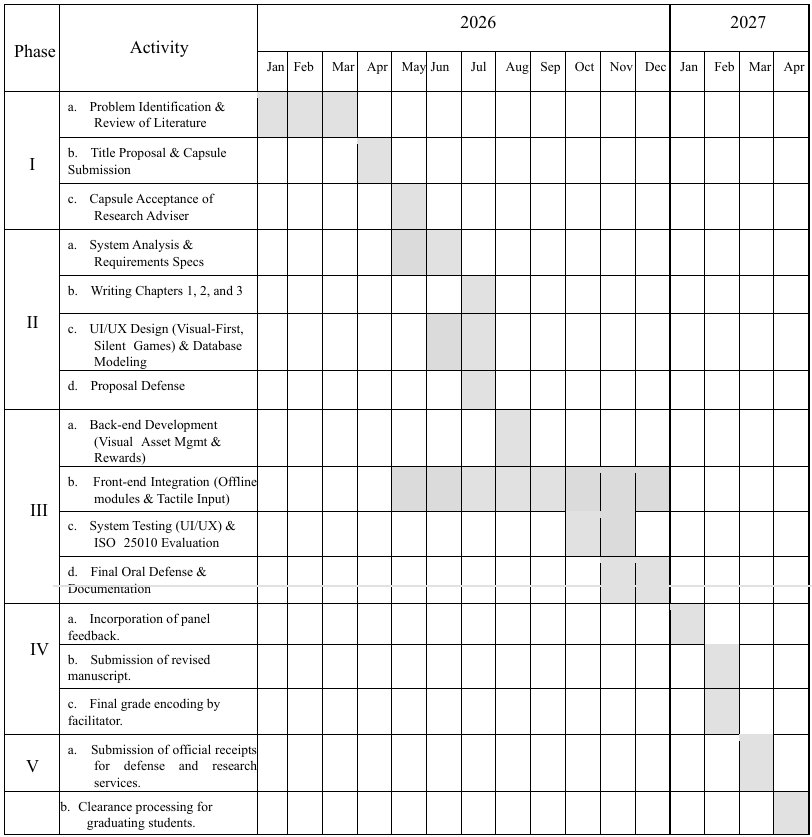 Phase Activity 2026 2027
Jan Feb Mar Apr May Jun Jul Aug Sep Oct Nov Dec Jan Feb Mar Apr
I
a. Problem Identification &
Review of Literature
b. Title Proposal & Capsule
Submission
c. Capsule Acceptance of
Research Adviser
II
a. System Analysis &
Requirements Specs
b. Writing Chapters 1, 2, and 3
c. UI/UX Design (Visual-First,
Silent Games) & Database
Modeling
d. Proposal Defense
III
a. Back-end Development
(Visual Asset Mgmt &
Rewards)
b. Front-end Integration (Offline
modules & Tactile Input)
c. System Testing (UI/UX) &
ISO 25010 Evaluation
d. Final Oral Defense &
Documentation
IV
a. Incorporation of panel
feedback.
b. Submission of revised
manuscript.
c. Final grade encoding by
facilitator.
V
a. Submission of official receipts
for defense and research
services.
b. Clearance processing for
graduating students.